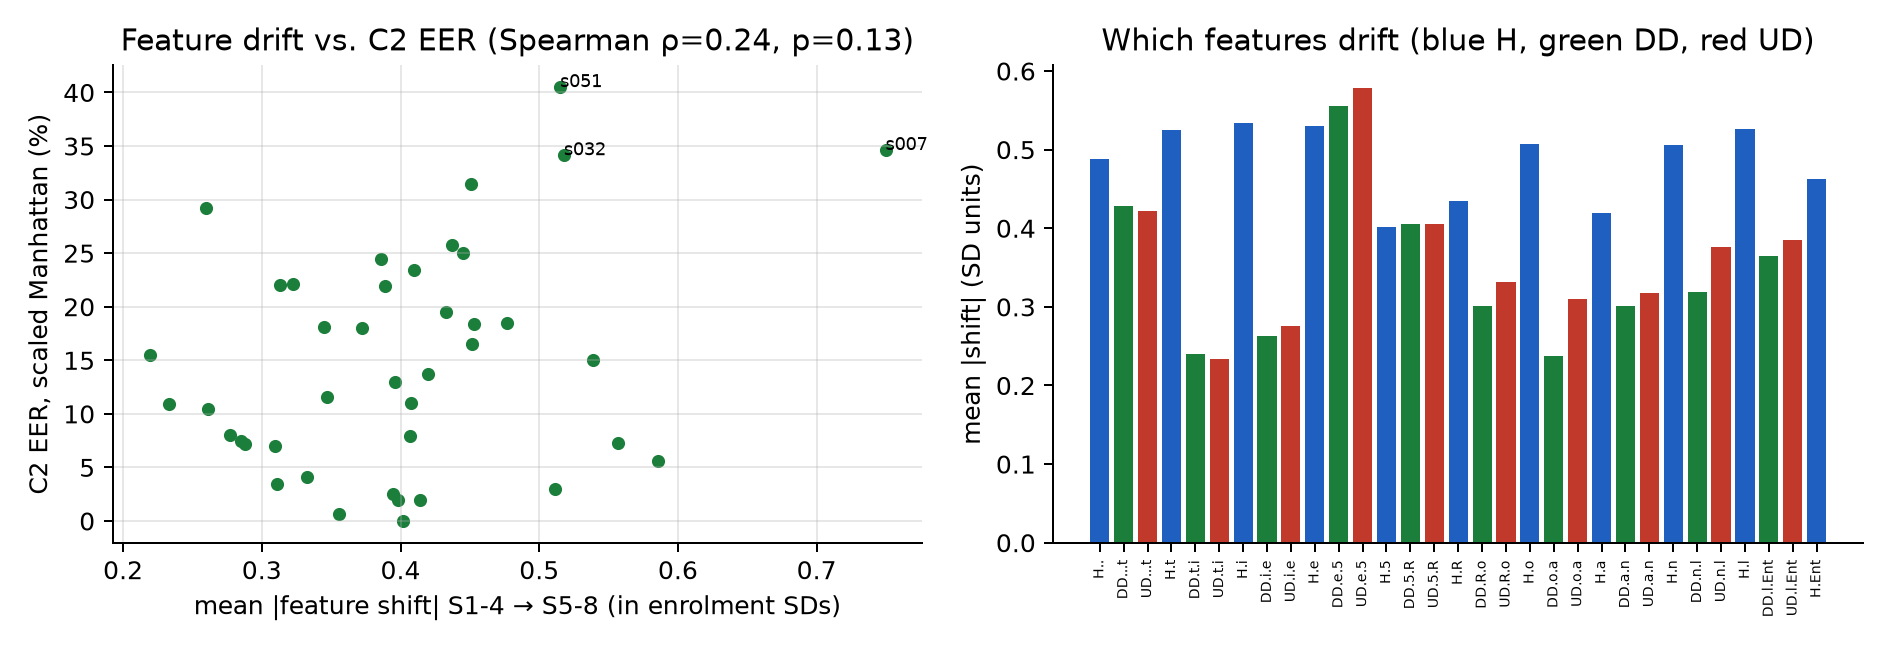 Feature drift vs. C2 EER (Spearman ρ=0.24, p=0.13)
C2 EER, scaled Manhattan (%)
40
35
30
25
20
15
10
5
0
s051
s032
s007
0.2 0.3 0.4 0.5 0.6 0.7
mean |feature shift| S1-4 → S5-8 (in enrolment SDs)
Which features drift (blue H, green DD, red UD)
mean |shift| (SD units)
0.6
0.5
0.4
0.3
0.2
0.1
0.0
H..
DD...t
UD...t
H.t
DD.t.i
UD.t.i
H.i
DD.i.e
UD.i.e
H.e
DD.e.5
UD.e.5
H.5
DD.5.R
UD.5.R
H.R
DD.R.o
UD.R.o
H.o
DD.o.a
UD.o.a
H.a
DD.a.n
UD.a.n
H.n
DD.n.l
UD.n.l
H.l
DD.l.Ent
UD.l.Ent
H.Ent